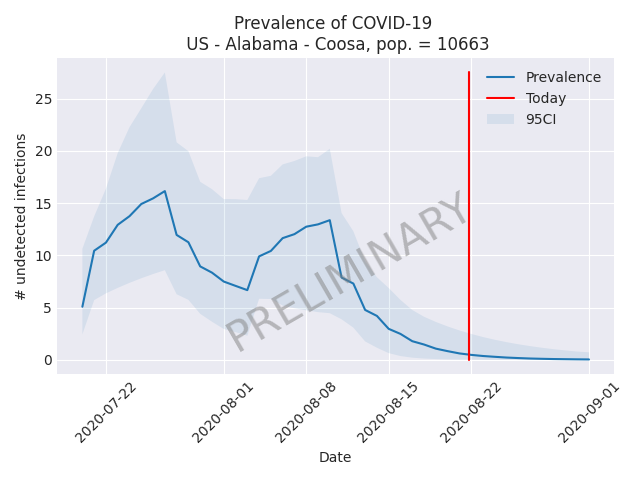 Prevalence of COVID-19
US - Alabama - Coosa, pop. = 10663
# undetected infections
25
20
15
10
5
0
Prevalence
Today
95CI
PRELIMINARY
2020-07-22
2020-08-01
2020-08-08
2020-08-15
2020-08-22
2020-09-01
Date